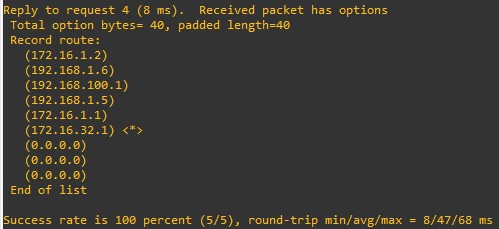 Reply to request 4 (8 ms).  Received packet has options
 Total option bytes= 40, padded length=40
 Record route:
   (172.16.1.2)
   (192.168.1.6)
   (192.168.100.1)
   (192.168.1.5)
   (172.16.1.1)
   (172.16.32.1) <*>
   (0.0.0.0)
   (0.0.0.0)
   (0.0.0.0)
 End of list

Success rate is 100 percent (5/5), round-trip min/avg/max = 8/47/68 ms